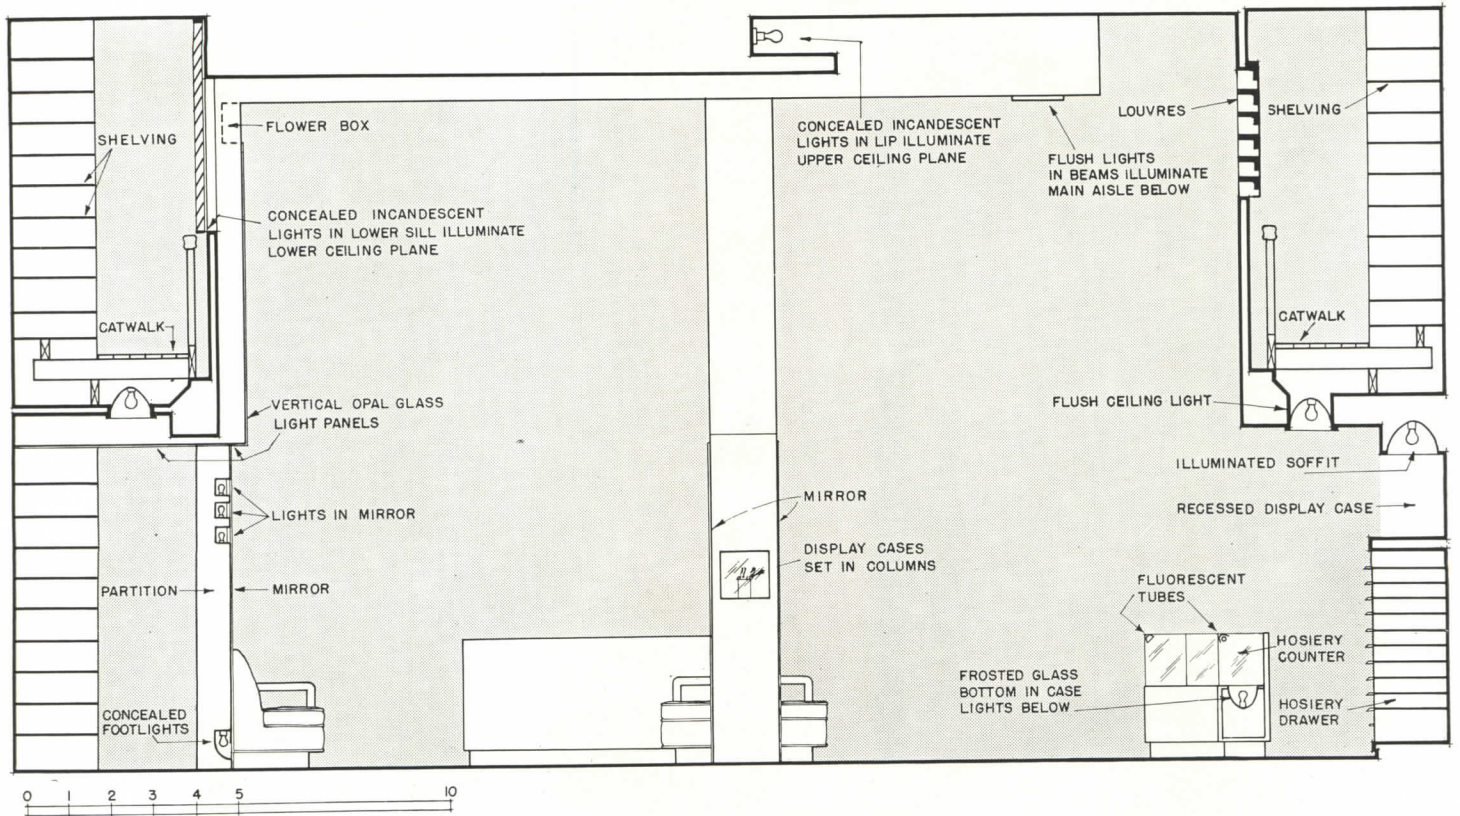 FLOWER BOX
SHELVING
CONCEALED INCANDESCENT
LIGHTS IN LOWER SILL ILLUMINATE
LOWER CEILING PLANE
CATWALK
VERTICAL OPAL GLASS
LIGHT PANELS
LIGHTS IN MIRROR
PARTITION
MIRROR
CONCEALED
FOOTLIGHTS
CONCEALED INCANDESCENT
LIGHTS IN LIP ILLUMINATE
UPPER CEILING PLANE
FLUSH LIGHTS
IN BEAMS ILLUMINATE
MAIN AISLE BELOW
LOUVRES
SHELVING
CATWALK
FLUSH CEILING LIGHT
ILLUMINATED SOFFIT
RECESSED DISPLAY CASE
MIRROR
DISPLAY CASES
SET IN COLUMNS
FLUORESCENT
TUBES
HOSIERY
COUNTER
FROSTED GLASS
BOTTOM IN CASE
LIGHTS BELOW
HOSIERY
DRAWER
0 1 2 3 4 5 10